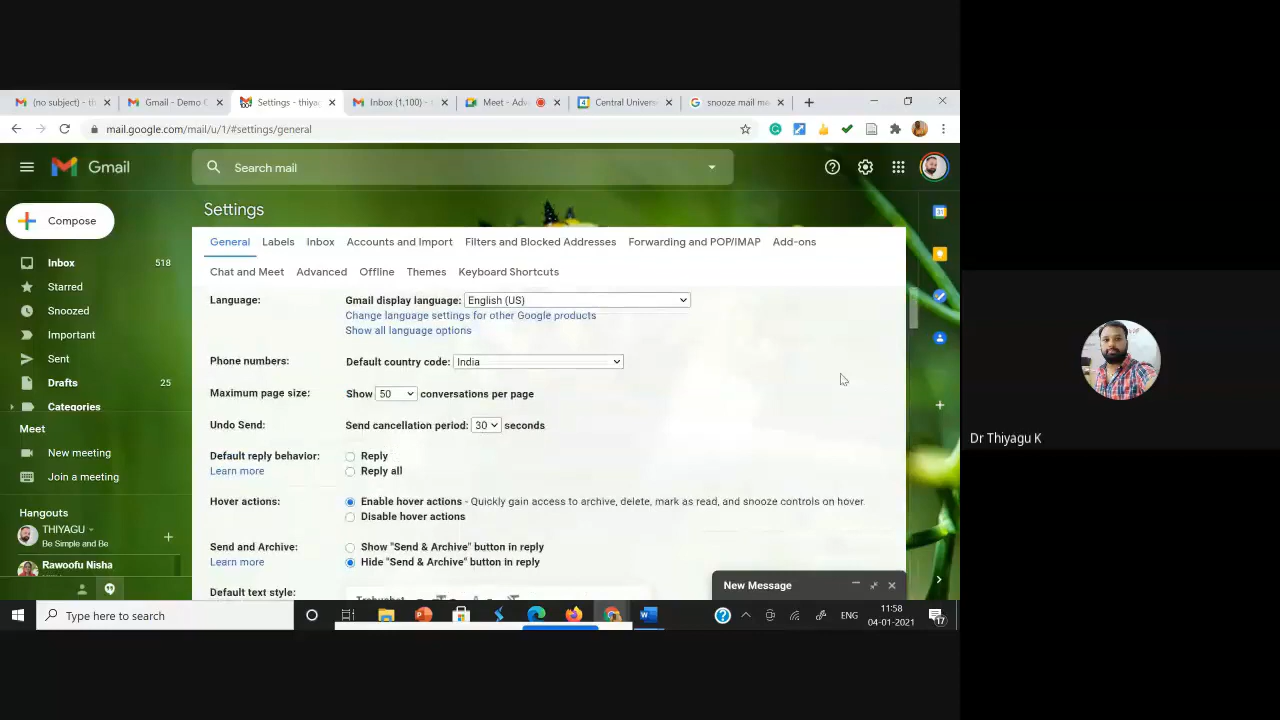 (no subject) - th
Gmail - Demo C
Settings - thiya
Inbox (1,100) -
Meet - Adv
Central Univers
snooze mail me
mail.google.com/mail/u/1/#settings/general
Gmail
Search mail
Compose
Inbox 518
Starred
Snoozed
Important
Sent
Drafts 25
Categories
Meet
New meeting
Join a meeting
Hangouts
THIYAGU
Be Simple and Be
Rawoofu Nisha
Settings
General Labels Inbox Accounts and Import Filters and Blocked Addresses Forwarding and POP/IMAP Add-ons
Chat and Meet Advanced Offline Themes Keyboard Shortcuts
Language: Gmail display language: English (US)
Change language settings for other Google products
Show all language options
Phone numbers: Default country code: India
Maximum page size: Show 50 conversations per page
Undo Send: Send cancellation period: 30 seconds
Default reply behavior: Reply
Learn more Reply all
Hover actions: Enable hover actions - Quickly gain access to archive, delete, mark as read, and snooze controls on hover.
Disable hover actions
Send and Archive: Show "Send & Archive" button in reply
Learn more Hide "Send & Archive" button in reply
Default text style:
New Message
Type here to search
ENG
11:58
04-01-2021
17
Dr Thiyagu K